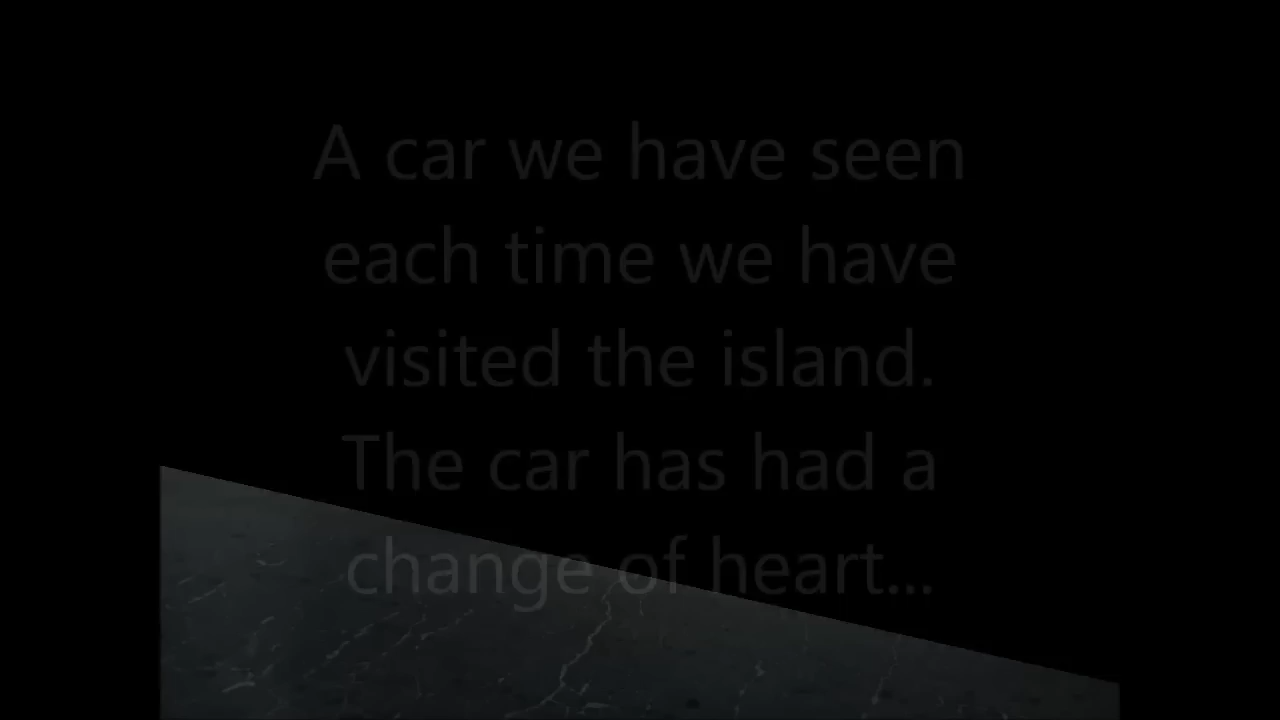 A car we have seen
each time we have
visited the island.
The car has had a
change of heart...